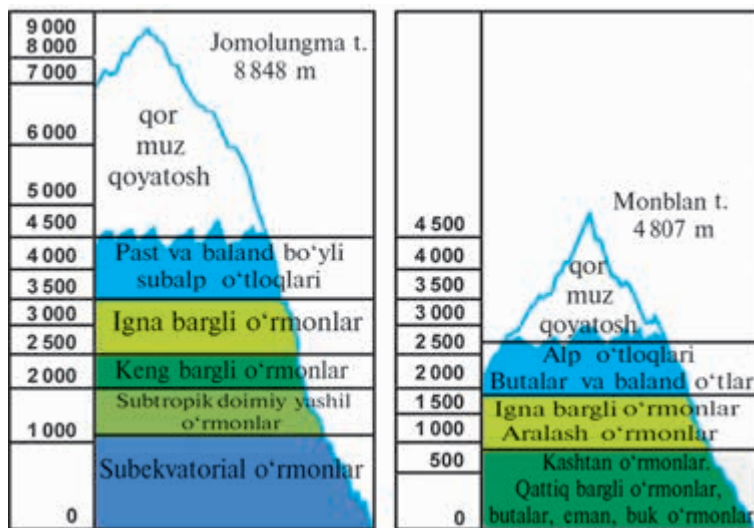 9 000
8 000
7 000
6 000
5 000
4 500
4 000
3 500
3 000
2 500
2 000
1 000
0
Jomolungma t.
8 848 m
qor
muz
qoyatosh
Past va baland bo‘yli
subalp o‘tloqlari
Igna bargli o‘rmonlar
Keng bargli o‘rmonlar
Subtropik doimiy yashil
o‘rmonlar
Subekvatorial o‘rmonlar
4 500
4 000
3 500
3 000
2 500
2 000
1 500
1 000
500
0
Monblan t.
4 807 m
qor
muz
qoyatosh
Alp o‘tloqlari
Butalar va baland o‘tlar
Igna bargli o‘rmonlar
Aralash o‘rmonlar
Kashtan o‘rmonlar.
Qattiq bargli o‘rmonlar,
butalar, eman, buk o‘rmonlar